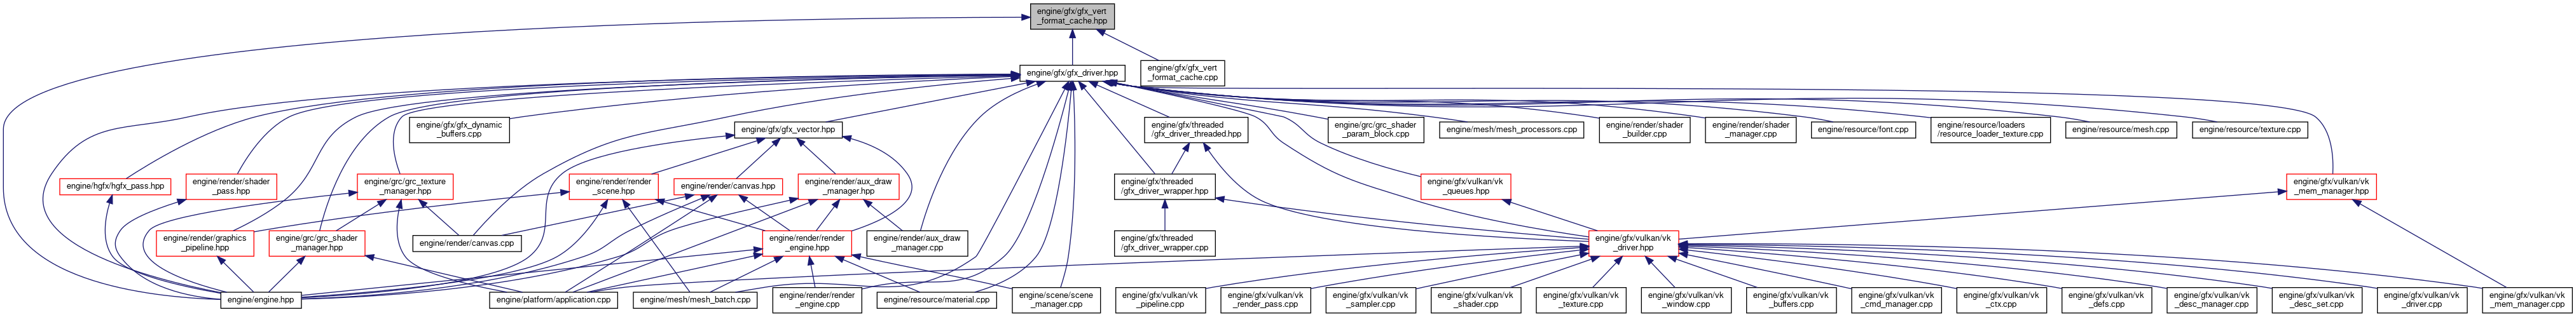 engine/gfx/gfx_vert
_format_cache.hpp
engine/gfx/gfx_driver.hpp
engine/gfx/gfx_vert
_format_cache.cpp
engine/gfx/gfx_dynamic
_buffers.cpp
engine/gfx/gfx_vector.hpp
engine/gfx/threaded
/gfx_driver_threaded.hpp
engine/grc/grc_shader
_param_block.cpp
engine/mesh/mesh_processors.cpp
engine/render/shader
_builder.cpp
engine/render/shader
_manager.cpp
engine/resource/font.cpp
engine/resource/loaders
/resource_loader_texture.cpp
engine/resource/mesh.cpp
engine/resource/texture.cpp
engine/hgfx/hgfx_pass.hpp
engine/render/shader
_pass.hpp
engine/grc/grc_texture
_manager.hpp
engine/render/render
_scene.hpp
engine/render/canvas.hpp
engine/render/aux_draw
_manager.hpp
engine/gfx/threaded
/gfx_driver_wrapper.hpp
engine/gfx/vulkan/vk
_queues.hpp
engine/gfx/vulkan/vk
_mem_manager.hpp
engine/render/graphics
_pipeline.hpp
engine/grc/grc_shader
_manager.hpp
engine/render/canvas.cpp
engine/render/render
_engine.hpp
engine/render/aux_draw
_manager.cpp
engine/gfx/threaded
/gfx_driver_wrapper.cpp
engine/gfx/vulkan/vk
_driver.hpp
engine/engine.hpp
engine/platform/application.cpp
engine/mesh/mesh_batch.cpp
engine/render/render
_engine.cpp
engine/resource/material.cpp
engine/scene/scene
_manager.cpp
engine/gfx/vulkan/vk
_pipeline.cpp
engine/gfx/vulkan/vk
_render_pass.cpp
engine/gfx/vulkan/vk
_sampler.cpp
engine/gfx/vulkan/vk
_shader.cpp
engine/gfx/vulkan/vk
_texture.cpp
engine/gfx/vulkan/vk
_window.cpp
engine/gfx/vulkan/vk
_buffers.cpp
engine/gfx/vulkan/vk
_cmd_manager.cpp
engine/gfx/vulkan/vk
_ctx.cpp
engine/gfx/vulkan/vk
_defs.cpp
engine/gfx/vulkan/vk
_desc_manager.cpp
engine/gfx/vulkan/vk
_desc_set.cpp
engine/gfx/vulkan/vk
_driver.cpp
engine/gfx/vulkan/vk
_mem_manager.cpp